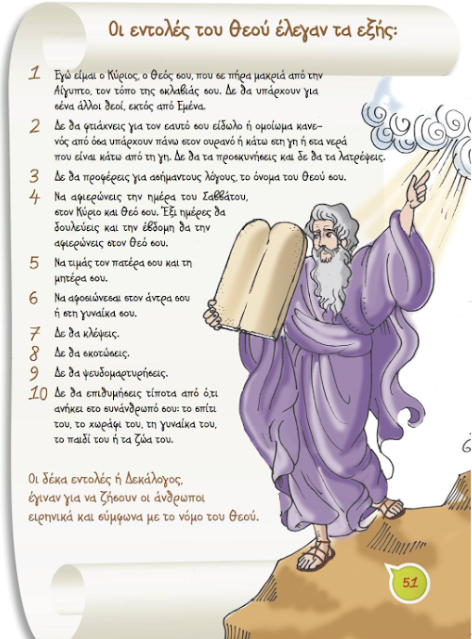 Οι εντολές του Θεού έλεγαν τα εξής:
1 Εγώ είμαι ο Κύριος, ο Θεός σου, που σε πήρα μακριά από την
Αίγυπτο, τον τόπο της σκλαβιάς σου. Δε θα υπάρχουν για
σένα άλλοι θεοί, εκτός από Εμένα.
2 Δε θα φτιάχνεις για τον εαυτό σου είδωλο ή ομοίωμα κανε-
νός από όσα υπάρχουν πάνω στον ουρανό ή κάτω στη γη ή στα νερά
που είναι κάτω από τη γη. Δε θα τα προσκυνήσεις και δε θα τα λατρέψεις.
3 Δε θα προφέρεις για ασήμαντους λόγους, το όνομα του Θεού σου.
4 Να αφιερώνεις την ημέρα του Σαββάτου,
στον Κύριο και Θεό σου. Έξι ημέρες θα
δουλεύεις και την έβδομη θα την
αφιερώνεις στον Θεό σου.
5 Να τιμάς τον πατέρα σου και τη
μητέρα σου.
6 Να αφοσιώνεσαι στον άντρα σου
ή στη γυναίκα σου.
7 Δε θα κλέψεις.
8 Δε θα σκοτώσεις.
9 Δε θα ψευδομαρτυρήσεις.
10 Δε θα επιθυμήσεις τίποτα από ό,τι
ανήκει στο συνάνθρωπό σου: το σπίτι
του, το χωράφι του, τη γυναίκα του,
το παιδί του ή τα ζώα του.
Οι δέκα εντολές ή Δεκάλογος,
έγιναν για να ζήσουν οι άνθρωποι
ειρηνικά και σύμφωνα με το νόμο του Θεού.
51